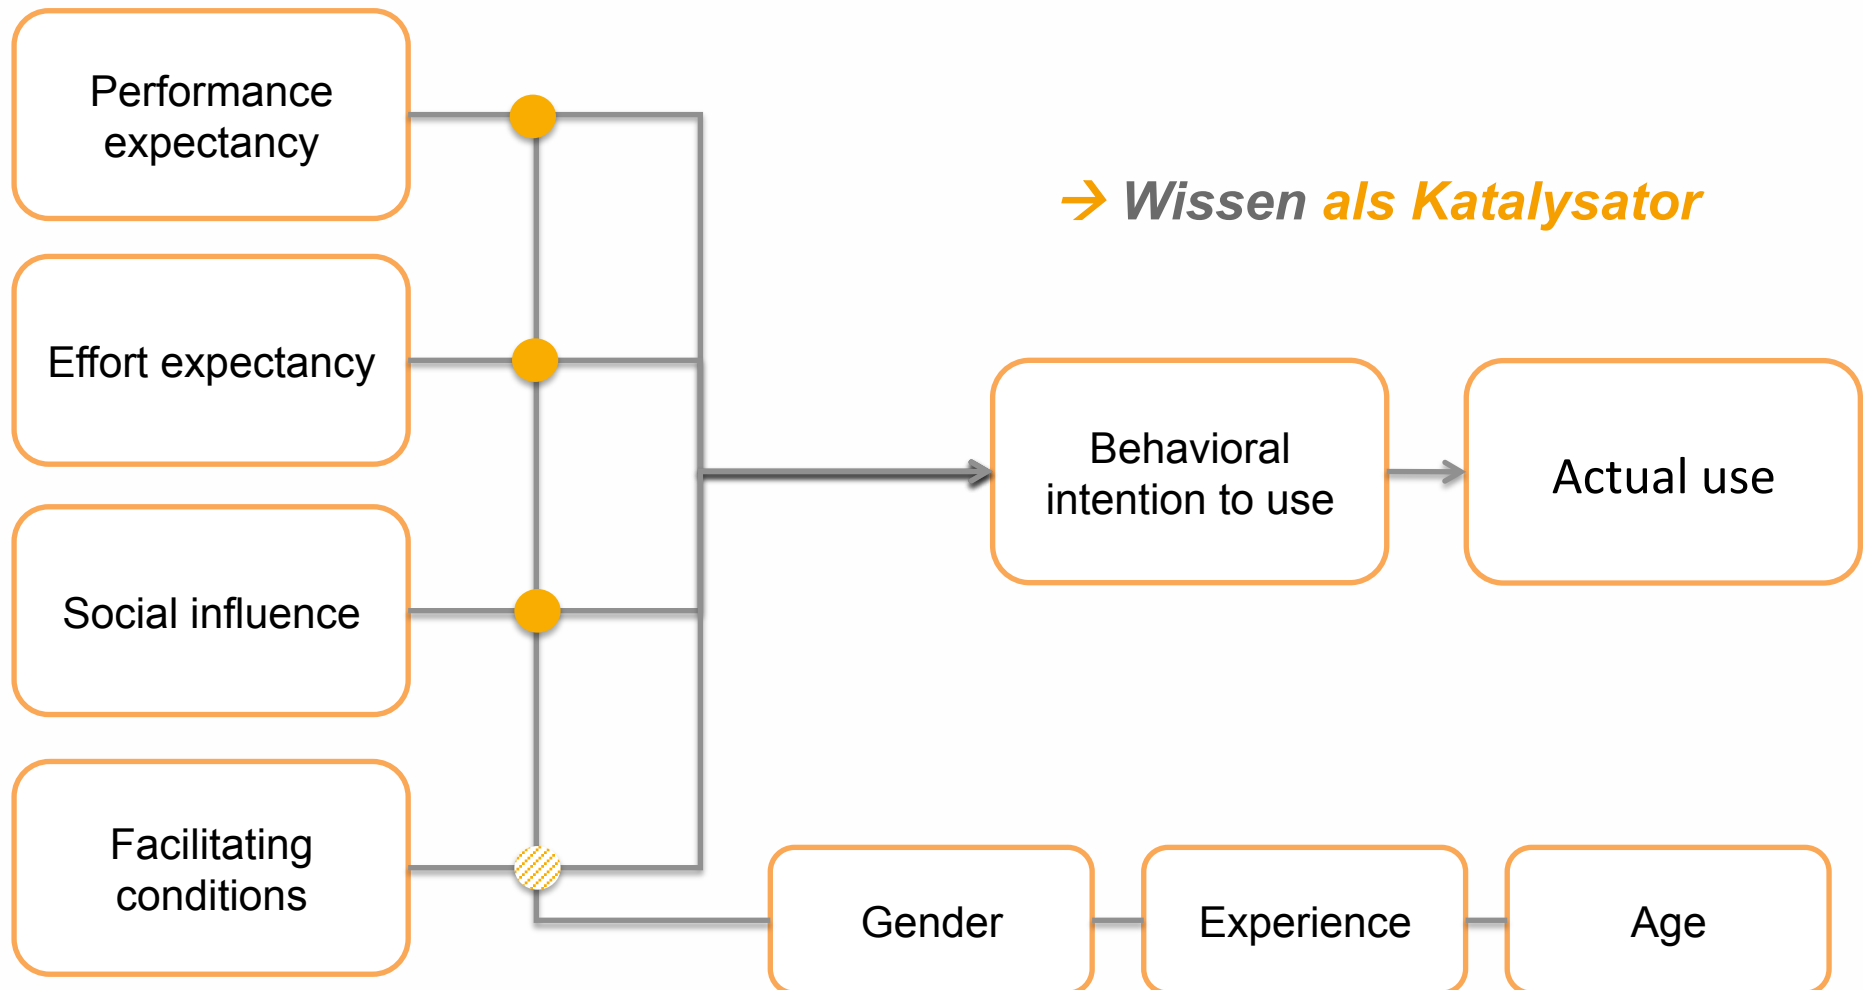 Performance
expectancy
→ Wissen als Katalysator
Effort expectancy
Behavioral
intention to use
Actual use
Social influence
Facilitating
conditions
Gender
Experience
Age